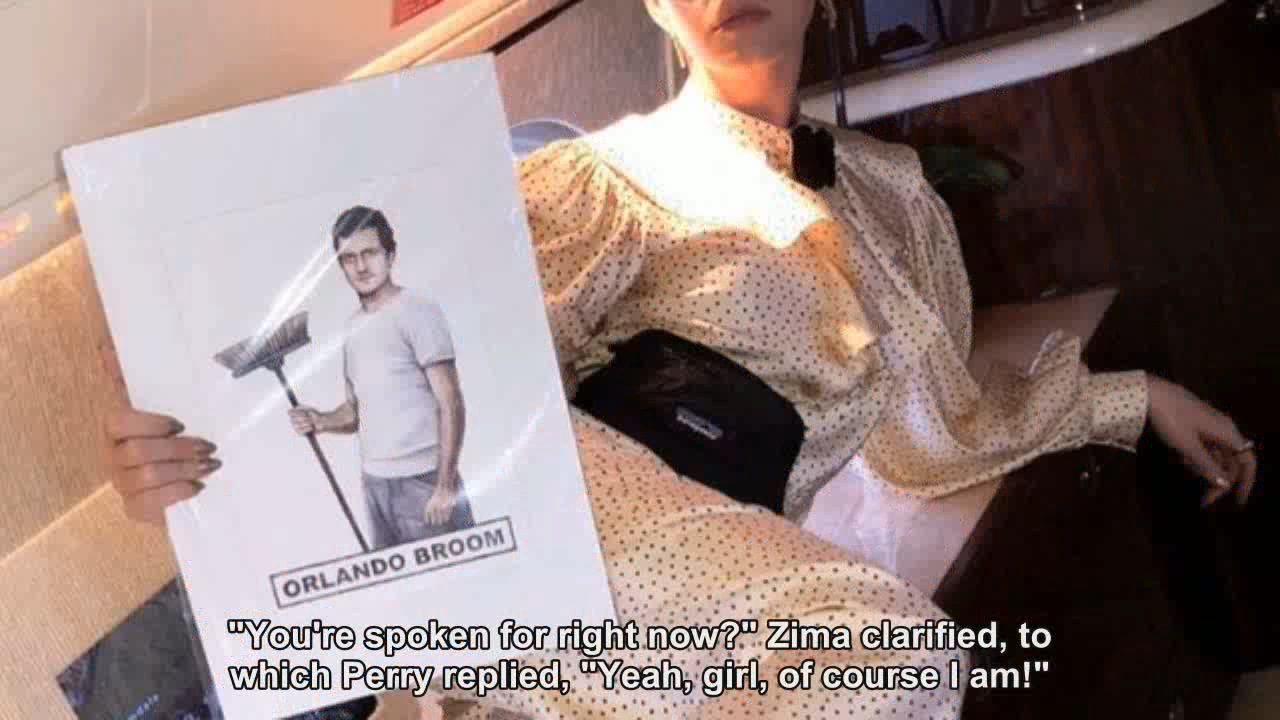 ORLANDO BROOM
"You're spoken for right now?" Zima clarified, to
which Perry replied, "Yeah, girl, of course I am!"